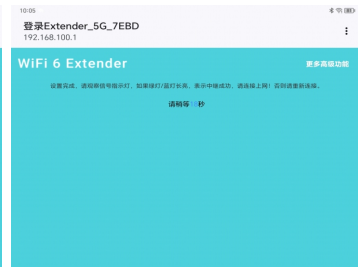 10:05
登录Extender_5G_7EBD
192.168.100.1
WiFi 6 Extender
更多高级功能
设置完成，请观察信号指示灯，如果绿灯/蓝灯长亮，表示中继成功，请连接上网！否则请重新连接。
请稍等 秒